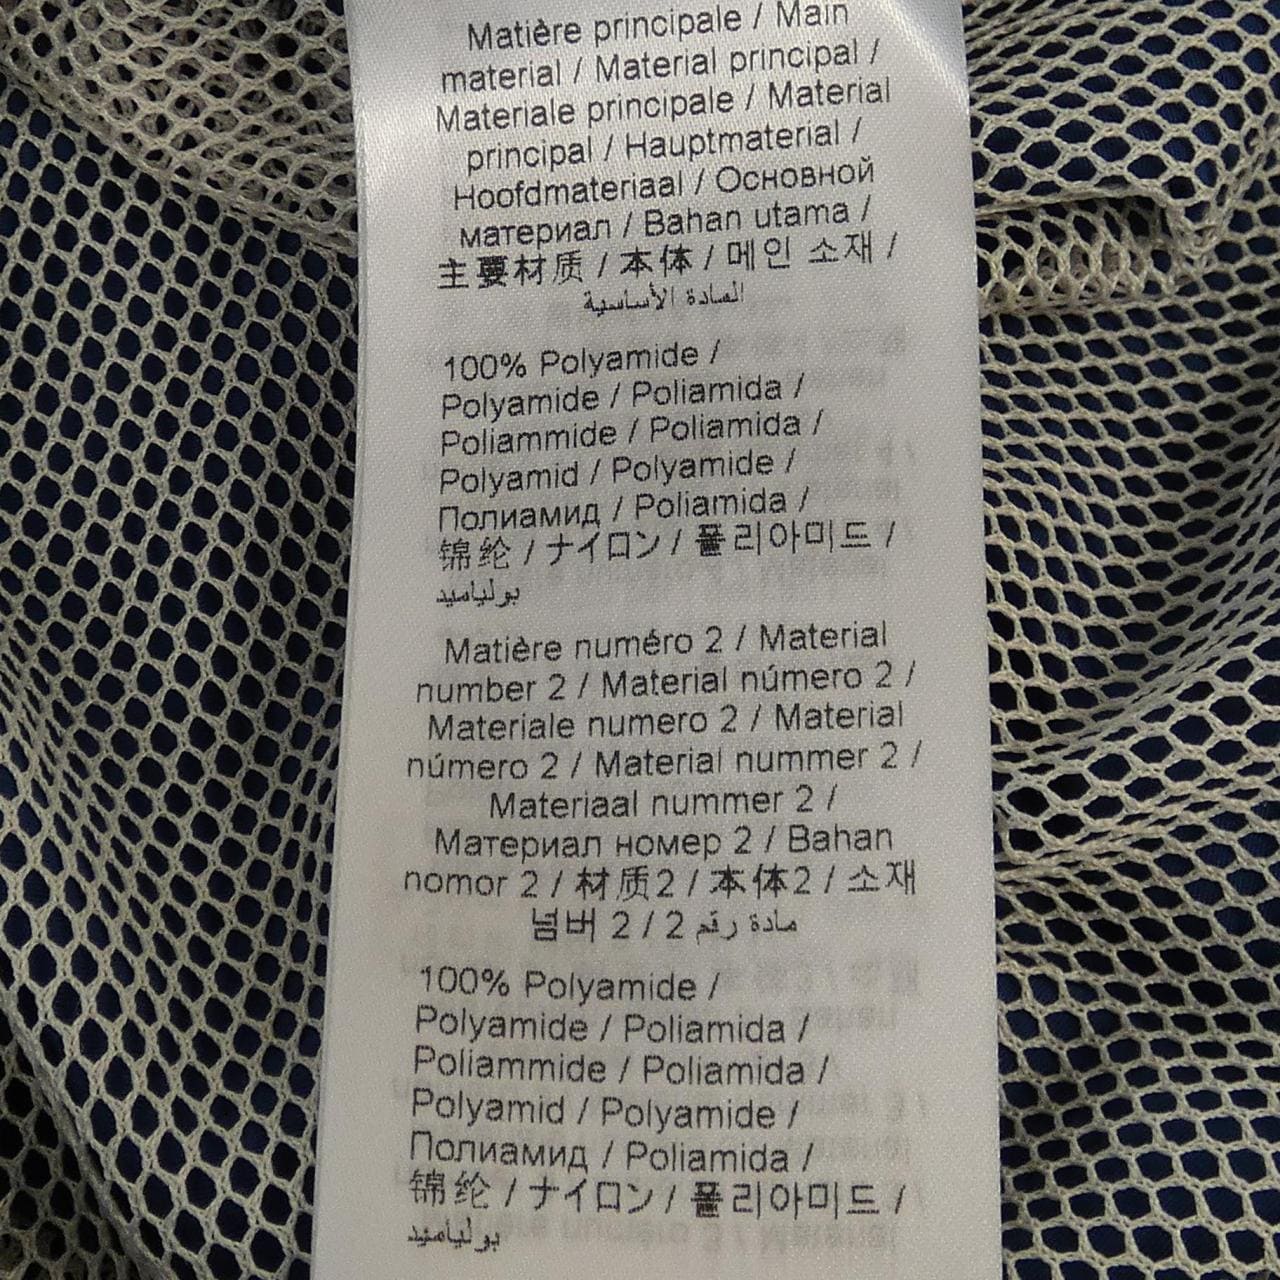 Matière principale / Main
material / Material principal /
Materiale principale / Material
principal / Hauptmaterial /
Hoofdmateriaal / Основной
материал / Bahan utama /
主要材质 / 本体 / 메인 소재 /
المادة الأساسية
100% Polyamide /
Polyamide / Poliamida /
Poliammide / Poliamida /
Polyamid / Polyamide /
Полиамид / Poliamida /
锦纶 / ナイロン / 폴리아미드 /
بولياميد
Matière numéro 2 / Material
number 2 / Material número 2 /
Materiale numero 2 / Material
número 2 / Material nummer 2 /
Materiaal nummer 2 /
Материал номер 2 / Bahan
nomor 2 / 材质2 / 本体2 / 소재
넘버 2 / 2 مادة رقم
100% Polyamide /
Polyamide / Poliamida /
Poliammide / Poliamida /
Polyamid / Polyamide /
Полиамид / Poliamida /
锦纶 / ナイロン / 폴리아미드 /
بولياميد